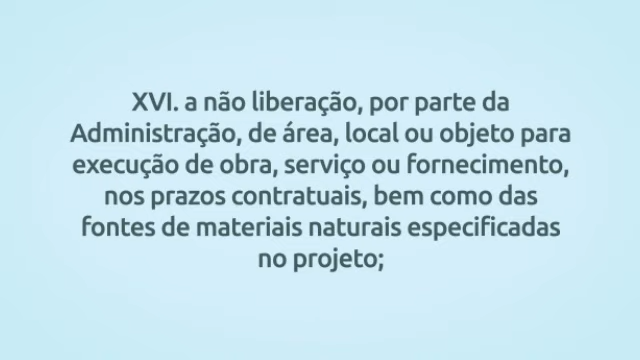 XVI. a não liberação, por parte da
Administração, de área, local ou objeto para
execução de obra, serviço ou fornecimento,
nos prazos contratuais, bem como das
fontes de materiais naturais especificadas
no projeto;